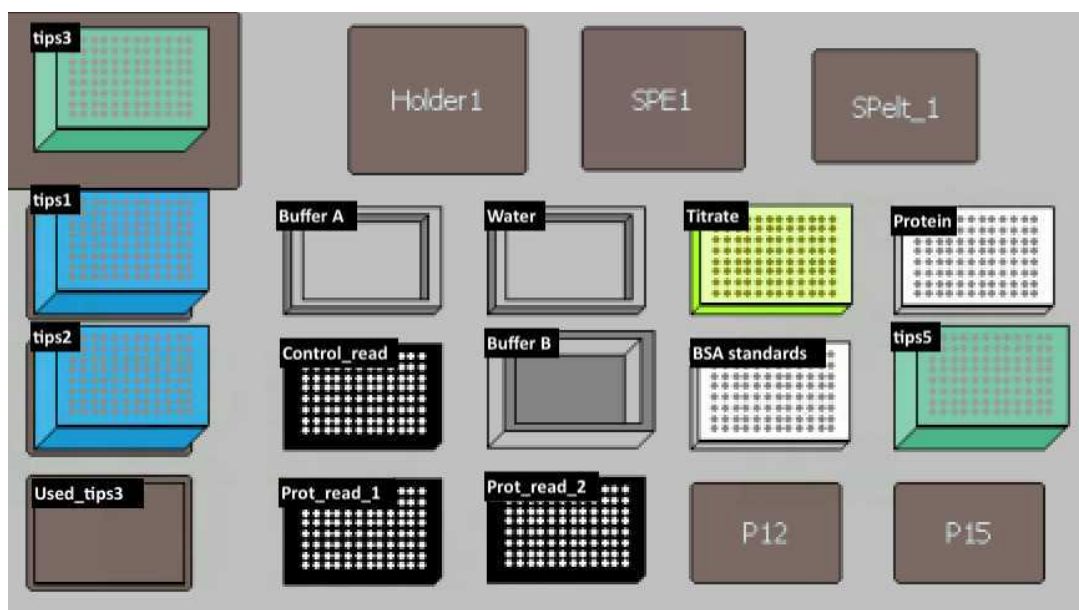 tips3
Holder1
SPE1
SPelt_1
tips1
Buffer A
Water
Titrate
Protein
tips2
Control_read
Buffer B
BSA standards
tips5
Used_tips3
Prot_read_1
Prot_read_2
P12
P15